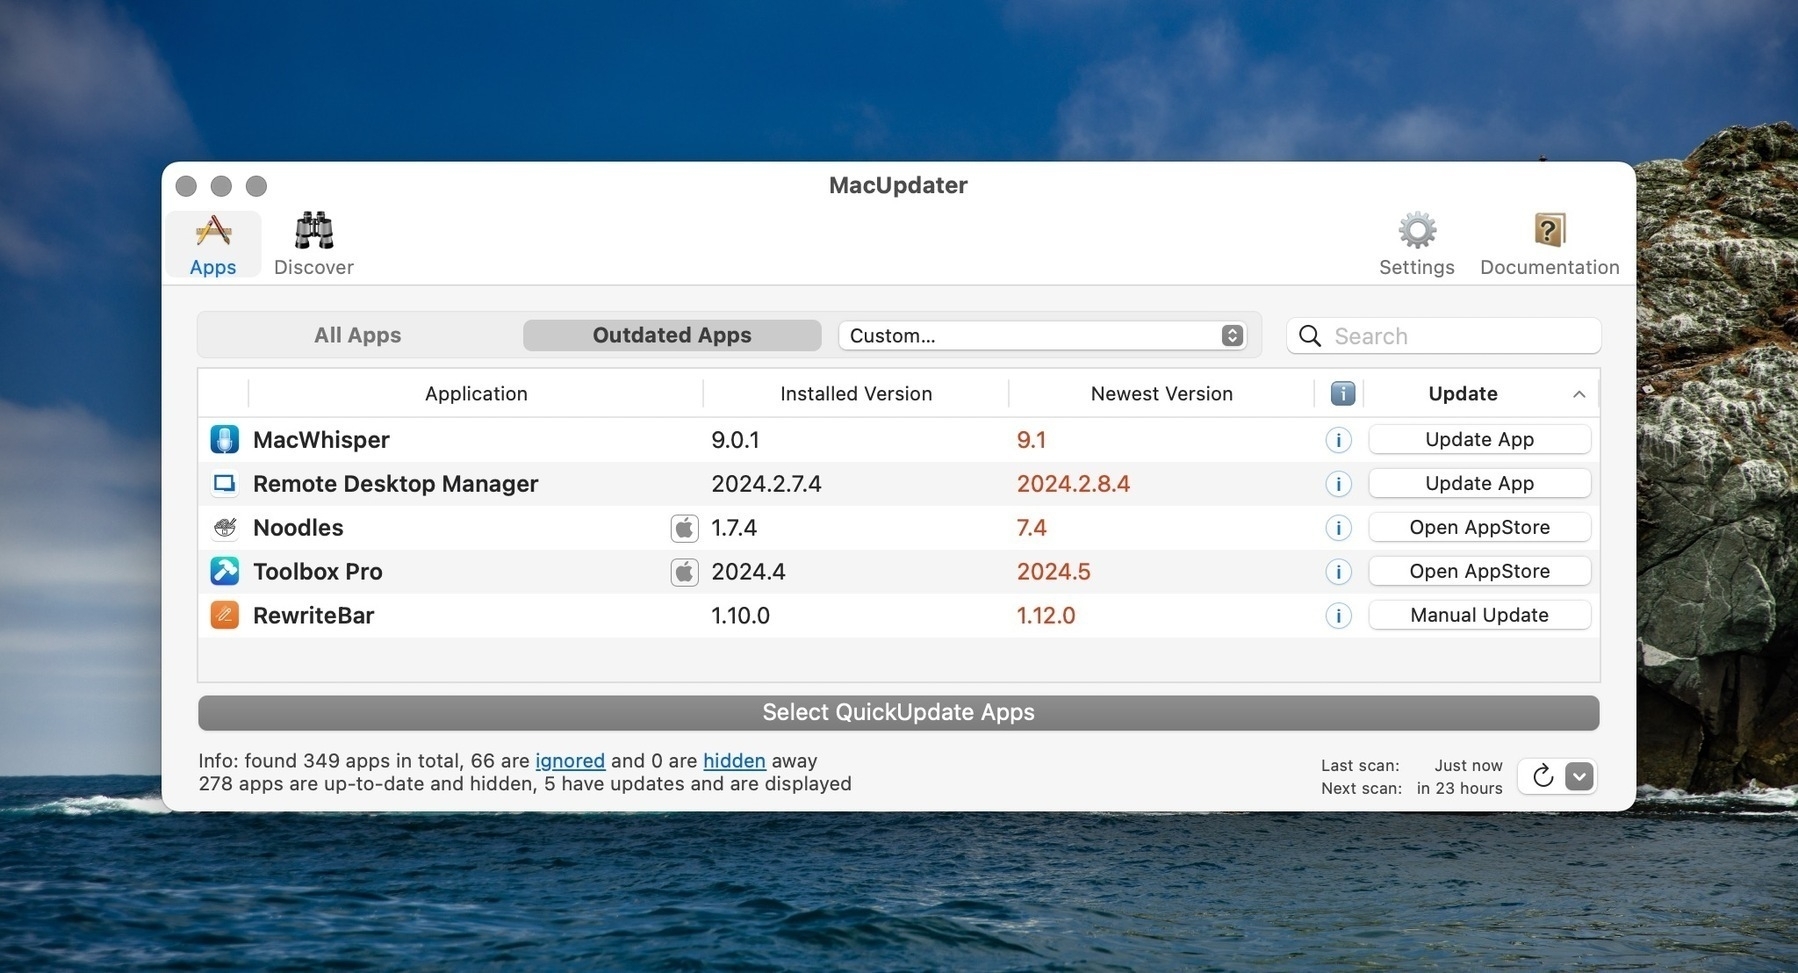 MacUpdater
Apps
Discover
Settings
Documentation
All Apps
Outdated Apps
Custom...
Search
Application
Installed Version
Newest Version
i
Update
MacWhisper 9.0.1 9.1 i Update App
Remote Desktop Manager 2024.2.7.4 2024.2.8.4 i Update App
Noodles 1.7.4 7.4 i Open AppStore
Toolbox Pro 2024.4 2024.5 i Open AppStore
RewriteBar 1.10.0 1.12.0 i Manual Update
Select QuickUpdate Apps
Info: found 349 apps in total, 66 are ignored and 0 are hidden away
278 apps are up-to-date and hidden, 5 have updates and are displayed
Last scan: Just now
Next scan: in 23 hours